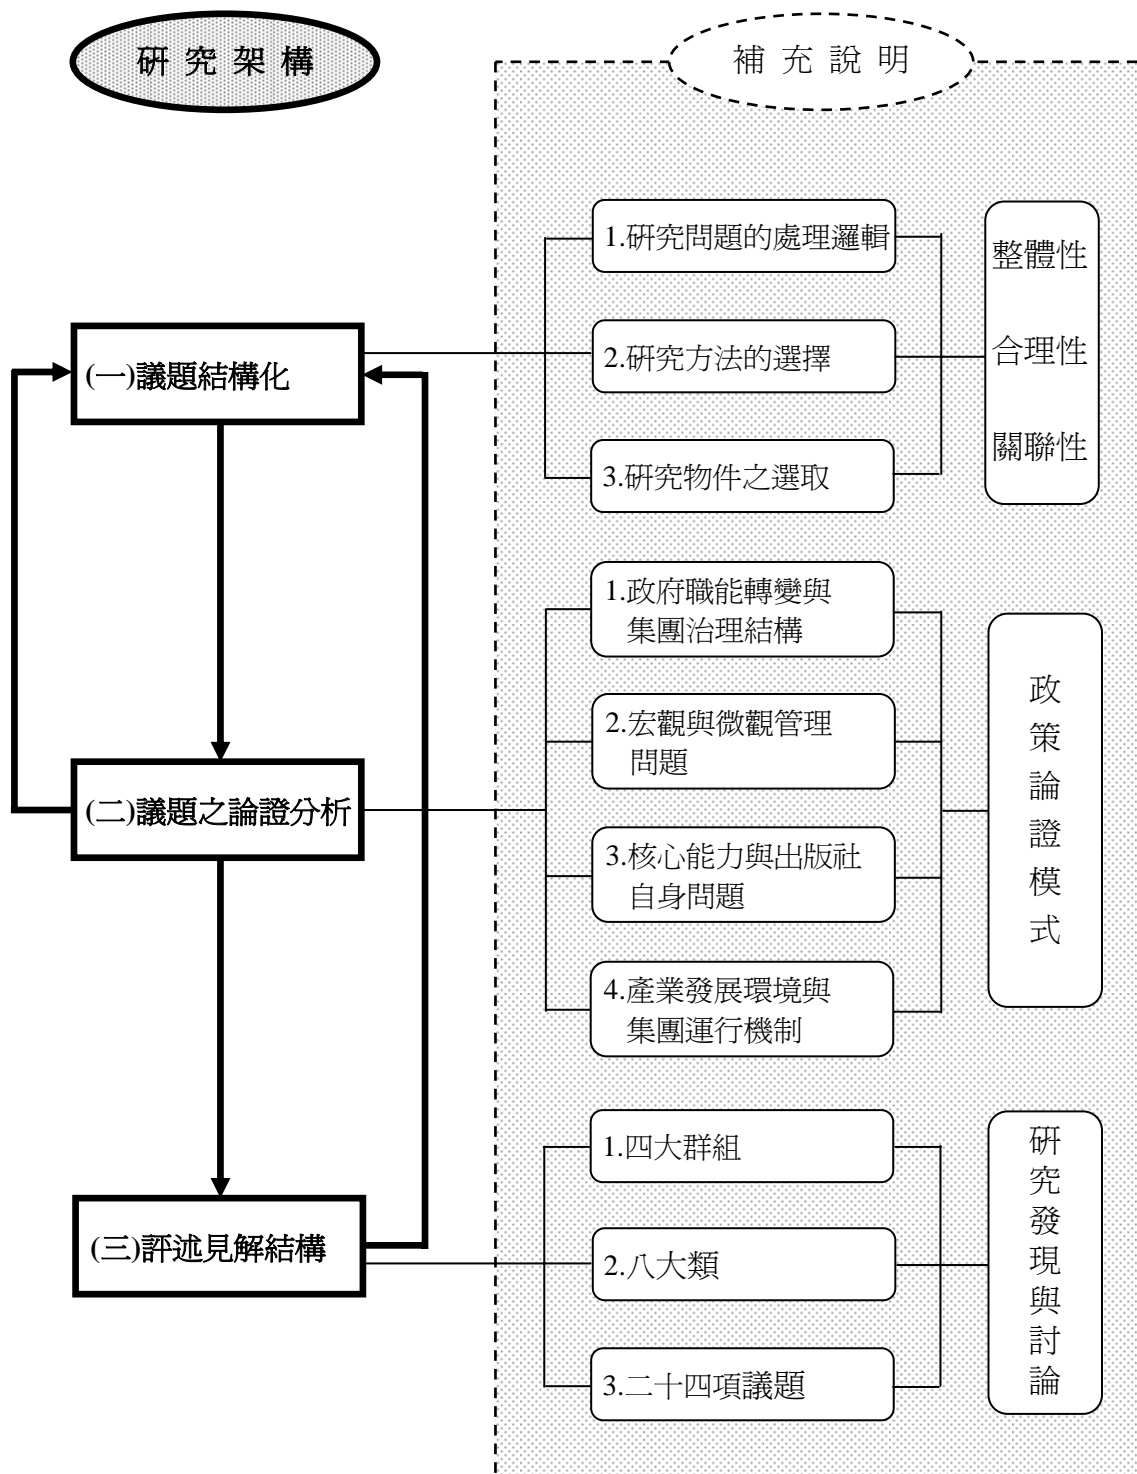 研究架構
補充說明
(一)議題結構化
1.研究問題的處理邏輯
2.研究方法的選擇
3.研究物件之選取
整體性
合理性
關聯性
(二)議題之論證分析
1.政府職能轉變與
集團治理結構
2.宏觀與微觀管理
問題
3.核心能力與出版社
自身問題
4.產業發展環境與
集團運行機制
政策論證模式
(三)評述見解結構
1.四大群組
2.八大類
3.二十四項議題
研究發現與討論